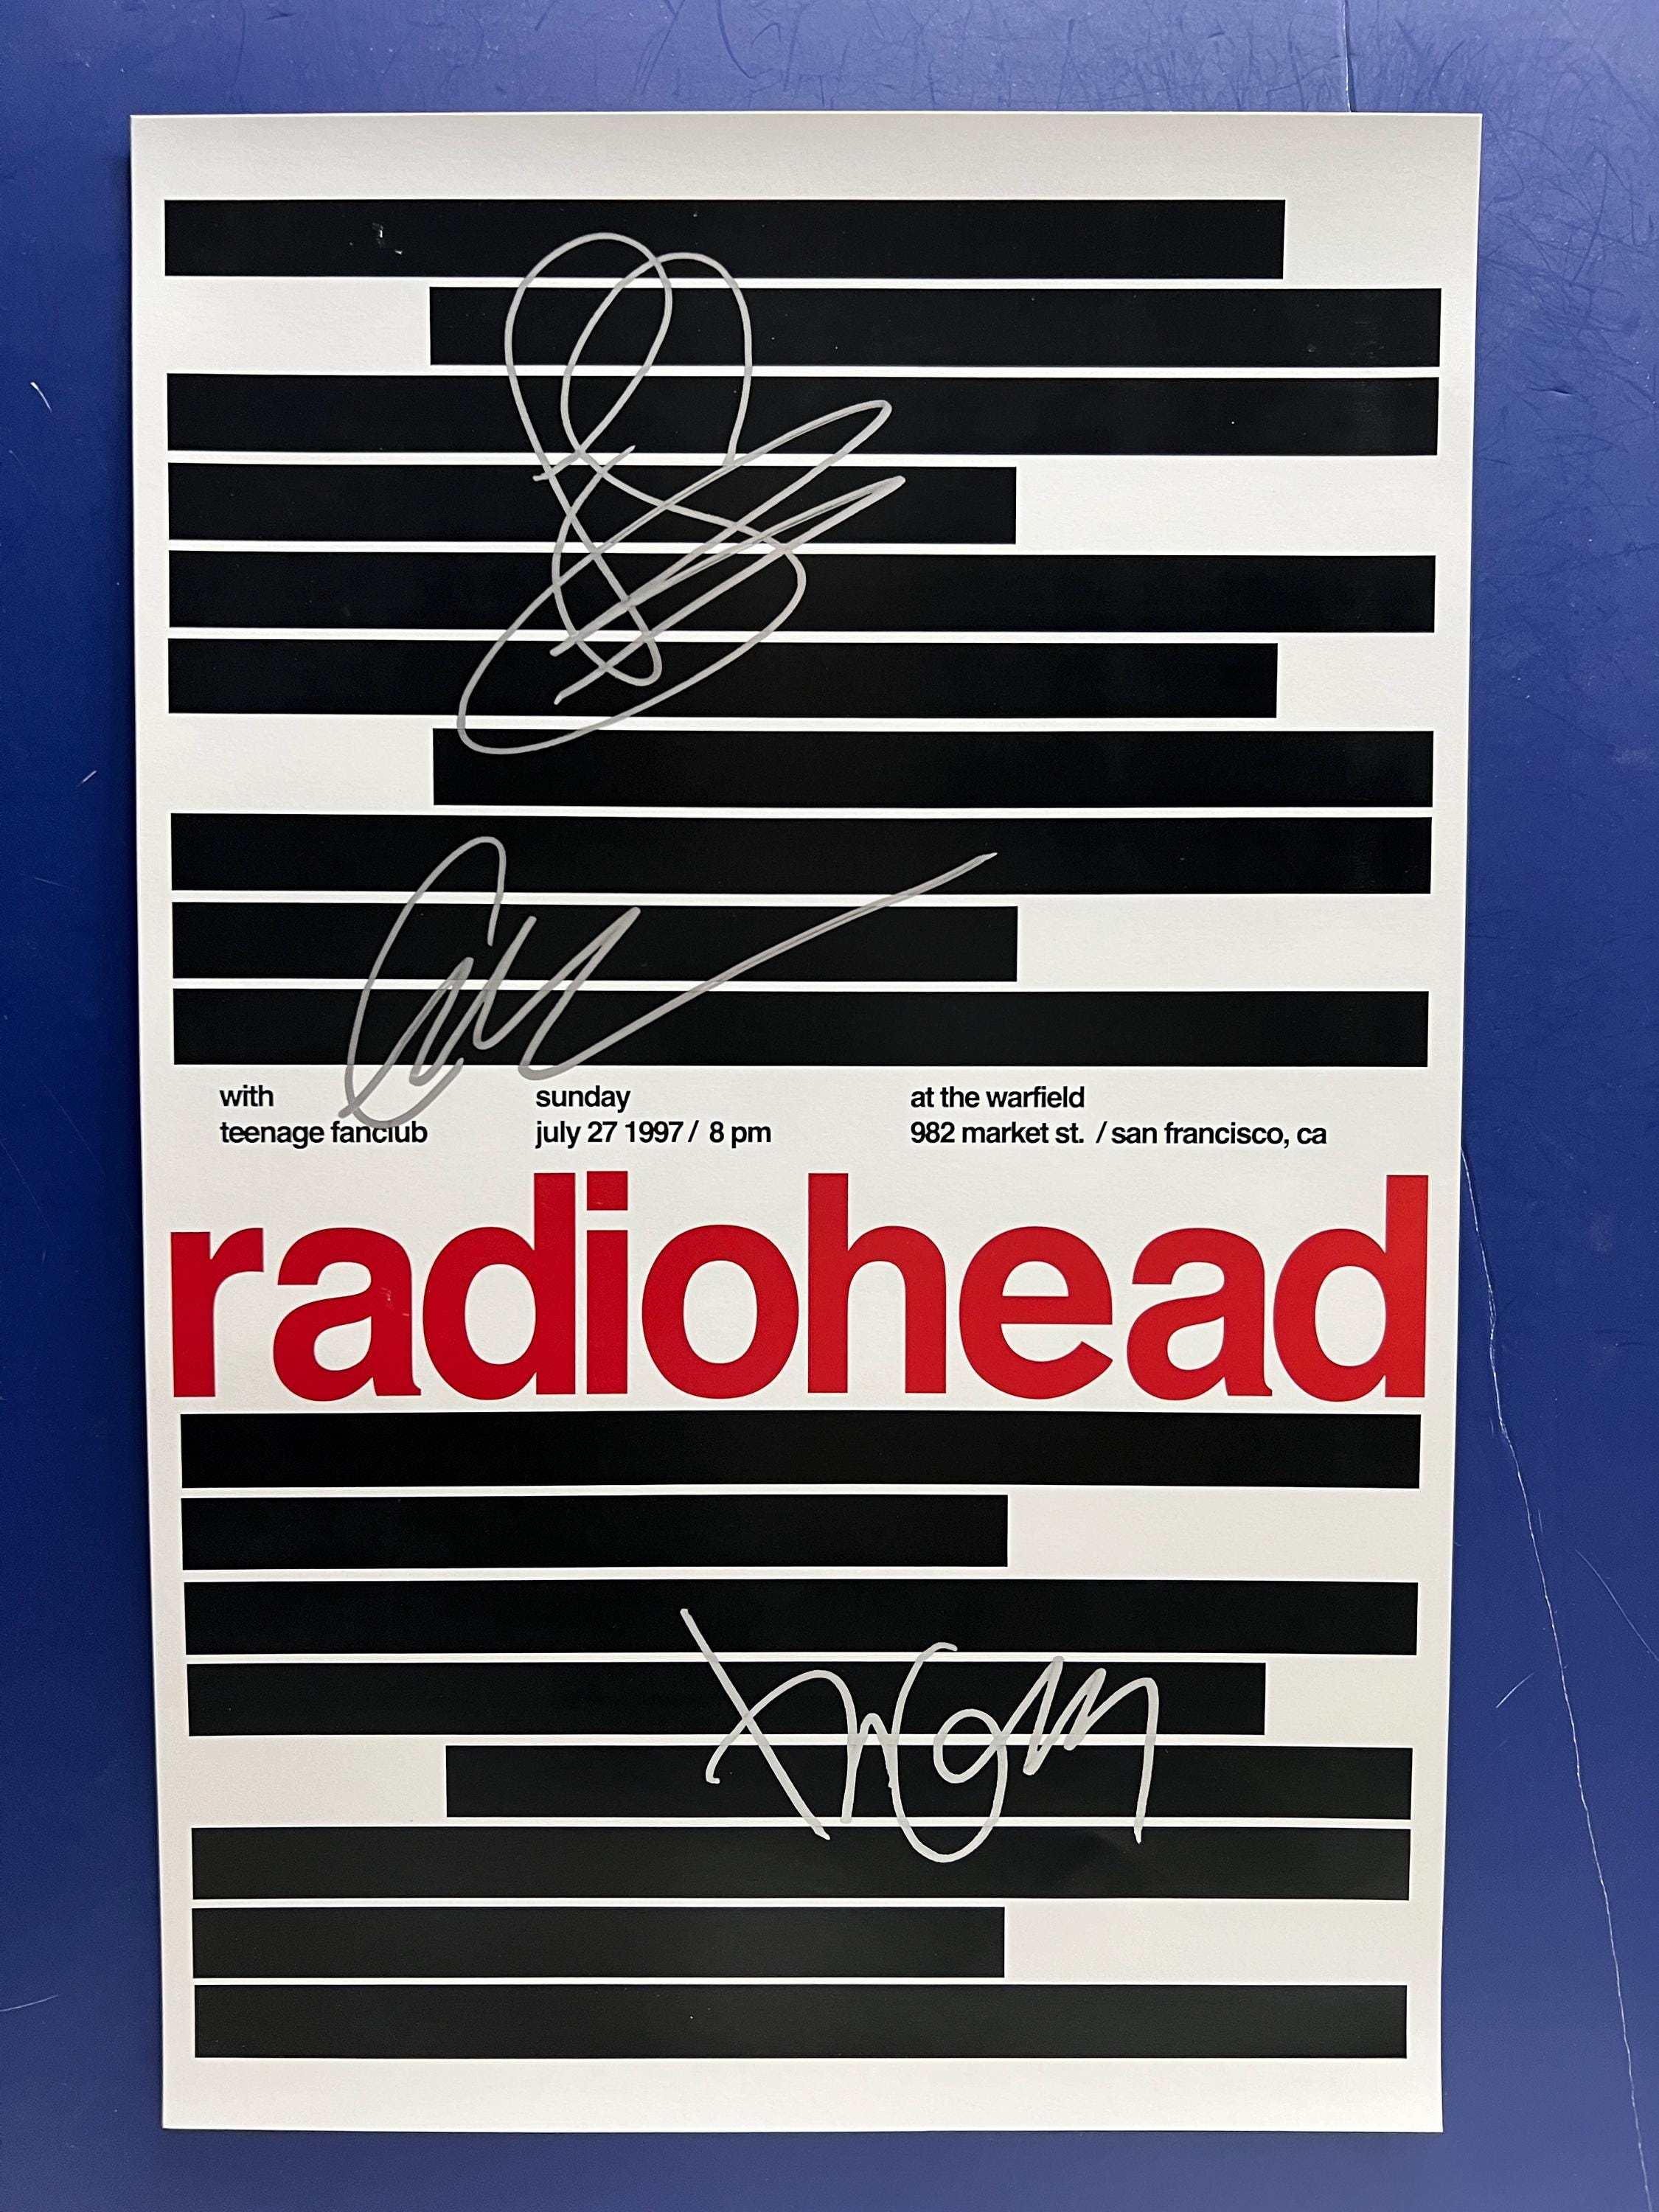 with
teenage fanclub
sunday
july 27 1997 / 8 pm
at the warfield
982 market st. / san francisco, ca
radiohead